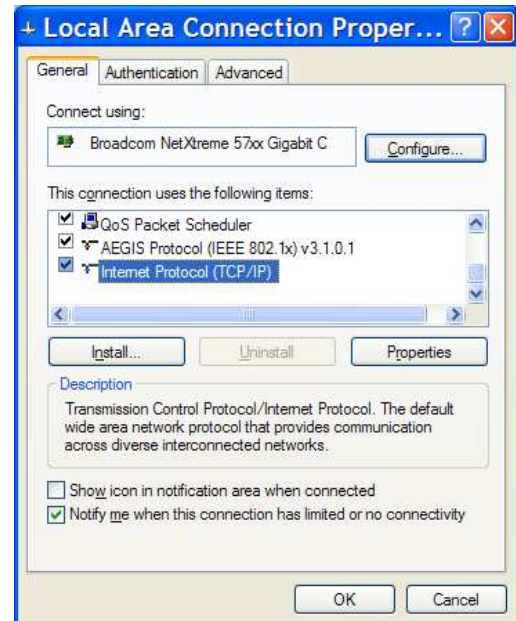 Local Area Connection Proper...
General Authentication Advanced
Connect using:
Broadcom NetXtreme 57xx Gigabit C
Configure...
This connection uses the following items:
QoS Packet Scheduler
AEGIS Protocol (IEEE 802.1x) v3.1.0.1
Internet Protocol (TCP/IP)
Install... Uninstall Properties
Description
Transmission Control Protocol/Internet Protocol. The default
wide area network protocol that provides communication
across diverse interconnected networks.
Show icon in notification area when connected
Notify me when this connection has limited or no connectivity
OK Cancel